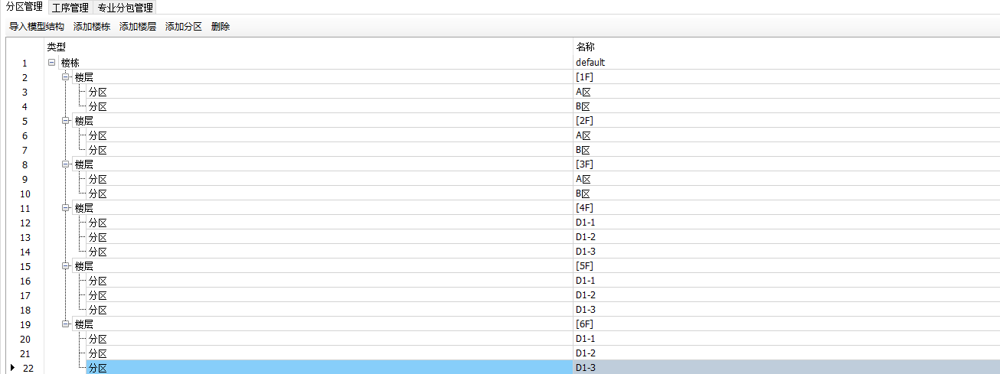 分区管理 工序管理 专业分包管理
导入模型结构 添加楼栋 添加楼层 添加分区 删除
类型 名称
1 楼栋 default
2 楼层 [1F]
3 分区 A区
4 分区 B区
5 楼层 [2F]
6 分区 A区
7 分区 B区
8 楼层 [3F]
9 分区 A区
10 分区 B区
11 楼层 [4F]
12 分区 D1-1
13 分区 D1-2
14 分区 D1-3
15 楼层 [5F]
16 分区 D1-1
17 分区 D1-2
18 分区 D1-3
19 楼层 [6F]
20 分区 D1-1
21 分区 D1-2
22 分区 D1-3